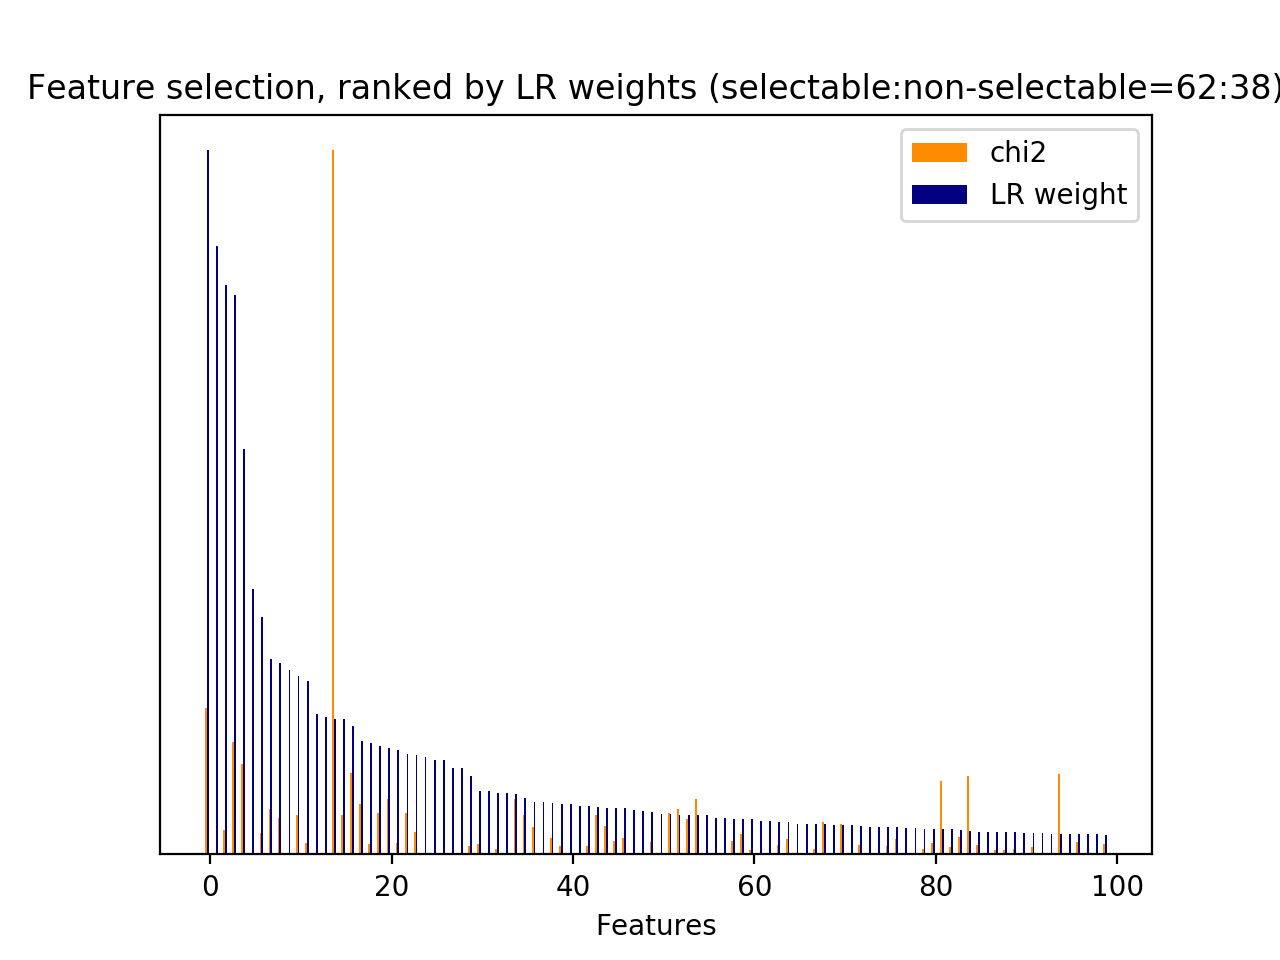 Feature selection, ranked by LR weights (selectable:non-selectable=62:38)
chi2
LR weight
0 20 40 60 80 100
Features